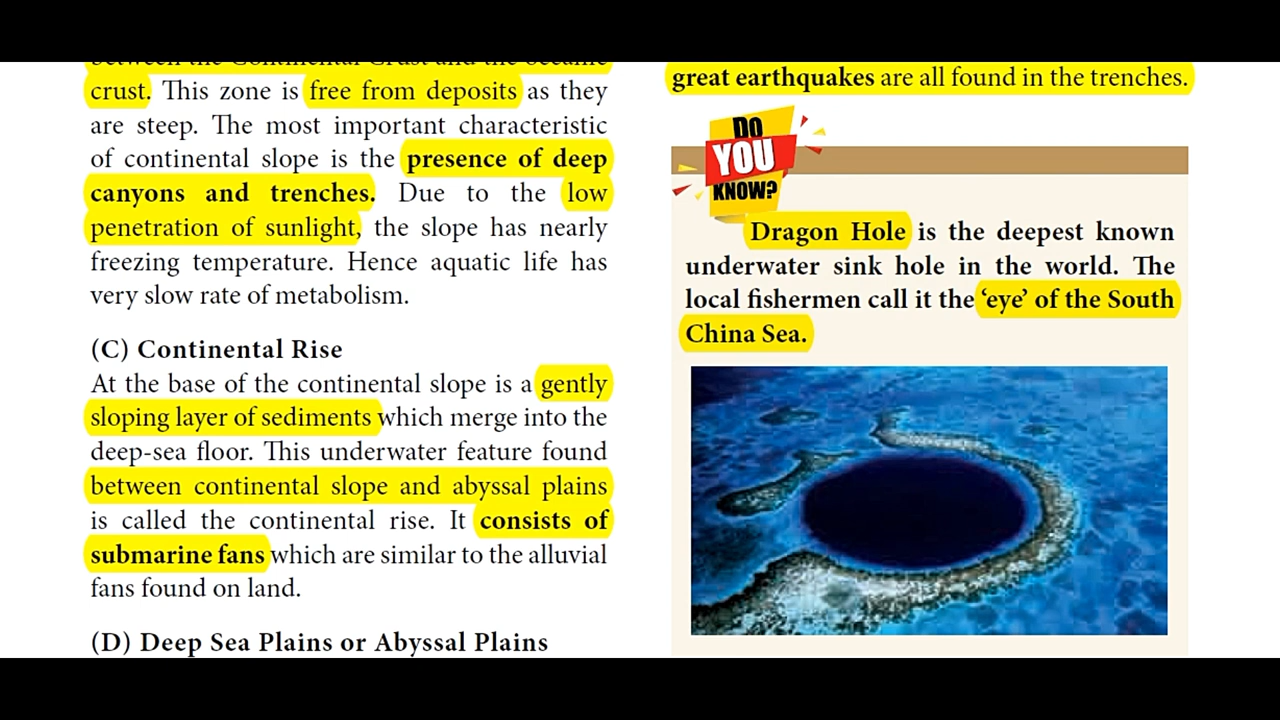 between the Continental Crust and the oceanic
crust. This zone is free from deposits as they
are steep. The most important characteristic
of continental slope is the presence of deep
canyons and trenches. Due to the low
penetration of sunlight, the slope has nearly
freezing temperature. Hence aquatic life has
very slow rate of metabolism.
(C) Continental Rise
At the base of the continental slope is a gently
sloping layer of sediments which merge into the
deep-sea floor. This underwater feature found
between continental slope and abyssal plains
is called the continental rise. It consists of
submarine fans which are similar to the alluvial
fans found on land.
(D) Deep Sea Plains or Abyssal Plains
great earthquakes are all found in the trenches.
DO
YOU
KNOW?
Dragon Hole is the deepest known
underwater sink hole in the world. The
local fishermen call it the ‘eye’ of the South
China Sea.